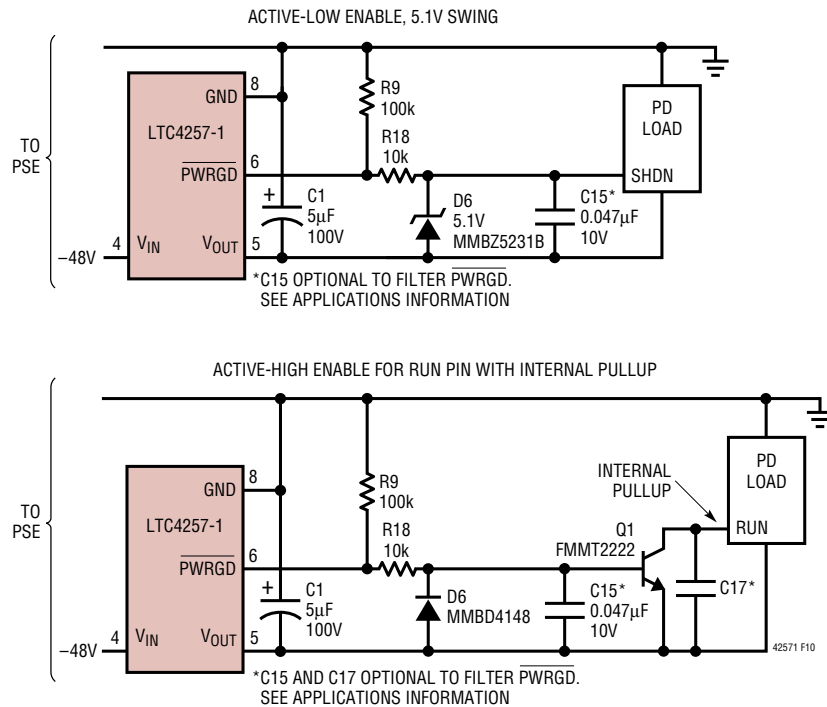 ACTIVE-LOW ENABLE, 5.1V SWING
TO
PSE
GND
8
LTC4257-1
PWRGD
6
–48V
4
VIN
VOUT
5
+
C1
5µF
100V
R9
100k
R18
10k
D6
5.1V
MMBZ5231B
C15*
0.047µF
10V
PD
LOAD
SHDN
*C15 OPTIONAL TO FILTER PWRGD.
SEE APPLICATIONS INFORMATION
ACTIVE-HIGH ENABLE FOR RUN PIN WITH INTERNAL PULLUP
TO
PSE
GND
8
LTC4257-1
PWRGD
6
–48V
4
VIN
VOUT
5
+
C1
5µF
100V
R9
100k
R18
10k
D6
MMBD4148
C15*
0.047µF
10V
Q1
FMMT2222
INTERNAL
PULLUP
C17*
PD
LOAD
RUN
42571 F10
*C15 AND C17 OPTIONAL TO FILTER PWRGD.
SEE APPLICATIONS INFORMATION